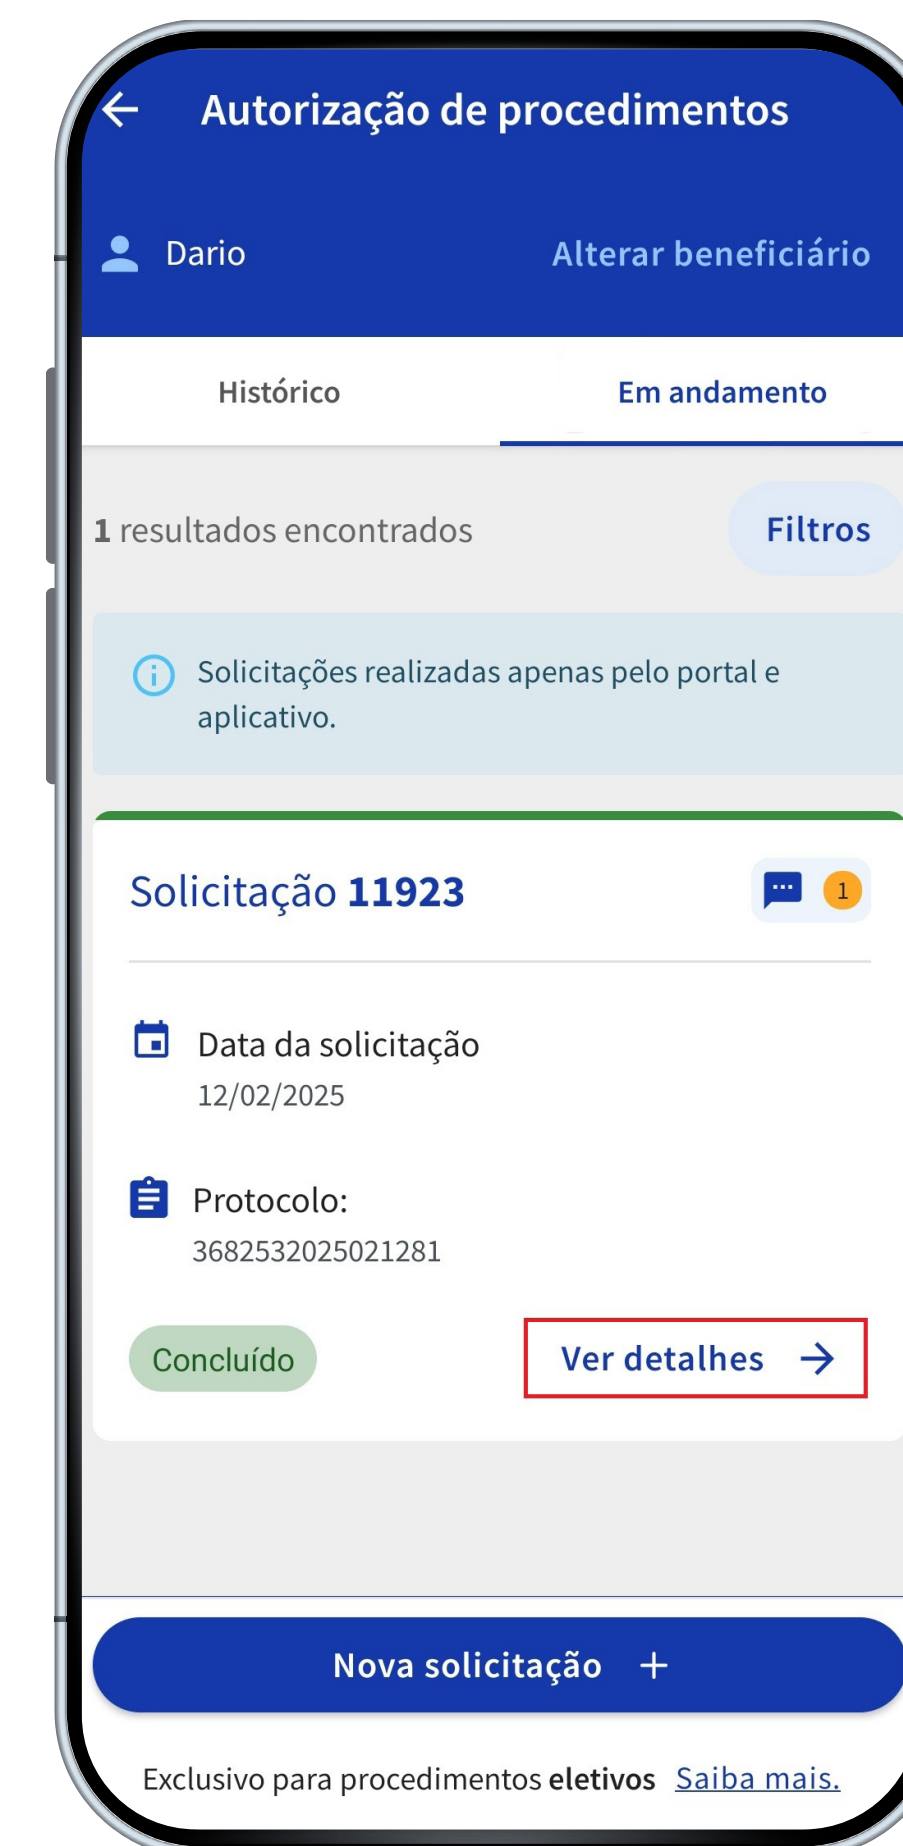 Autorização de procedimentos
Dario
Alterar beneficiário
Histórico
Em andamento
1 resultados encontrados
Filtros
Solicitações realizadas apenas pelo portal e
aplicativo.
Solicitação 11923
1
Data da solicitação
12/02/2025
Protocolo:
3682532025021281
Concluído
Ver detalhes
Nova solicitação +
Exclusivo para procedimentos eletivos Saiba mais.